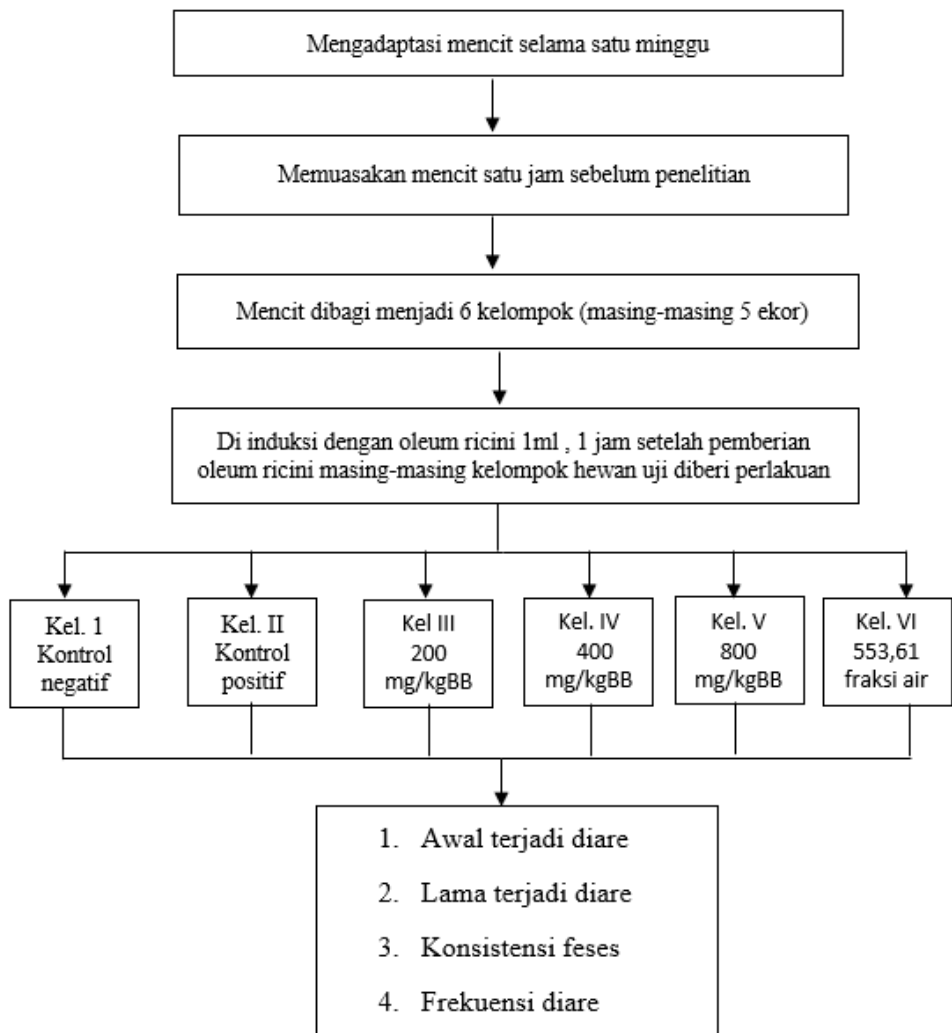 Mengadaptasi mencit selama satu minggu
Memuasakan mencit satu jam sebelum penelitian
Mencit dibagi menjadi 6 kelompok (masing-masing 5 ekor)
Di induksi dengan oleum ricini 1ml , 1 jam setelah pemberian
oleum ricini masing-masing kelompok hewan uji diberi perlakuan
Kel. 1
Kontrol
negatif
Kel. II
Kontrol
positif
Kel III
200
mg/kgBB
Kel. IV
400
mg/kgBB
Kel. V
800
mg/kgBB
Kel. VI
553,61
fraksi air
1. Awal terjadi diare
2. Lama terjadi diare
3. Konsistensi feses
4. Frekuensi diare